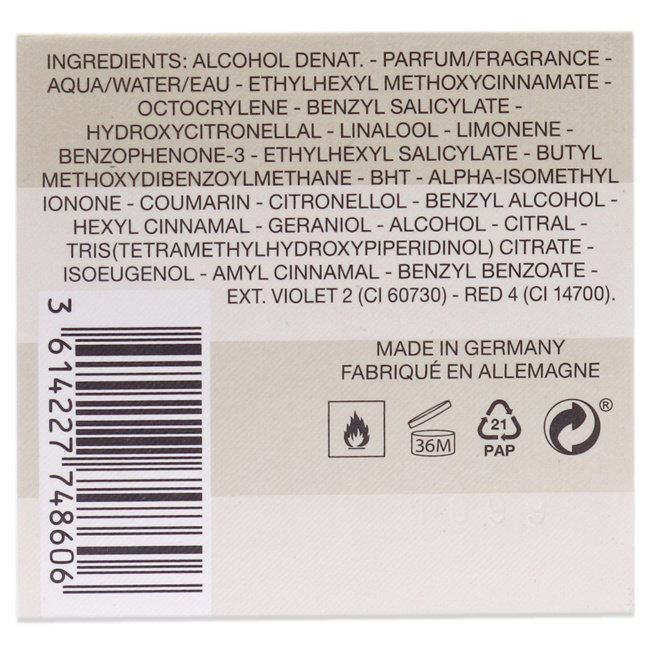 INGREDIENTS: ALCOHOL DENAT. - PARFUM/FRAGRANCE -
AQUA/WATER/EAU - ETHYLHEXYL METHOXYCINNAMATE -
OCTOCRYLENE - BENZYL SALICYLATE -
HYDROXYCITRONELLAL - LINALOOL - LIMONENE -
BENZOPHENONE-3 - ETHYLHEXYL SALICYLATE - BUTYL
METHOXYDIBENZOYLMETHANE - BHT - ALPHA-ISOMETHYL
IONONE - COUMARIN - CITRONELLOL - BENZYL ALCOHOL -
HEXYL CINNAMAL - GERANIOL - ALCOHOL - CITRAL -
TRIS(TETRAMETHYLHYDROXYPIPERIDINOL) CITRATE -
ISOEUGENOL - AMYL CINNAMAL - BENZYL BENZOATE -
EXT. VIOLET 2 (CI 60730) - RED 4 (CI 14700).
3 614227 748606
MADE IN GERMANY
FABRIQUÉ EN ALLEMAGNE
36M
21
PAP
®